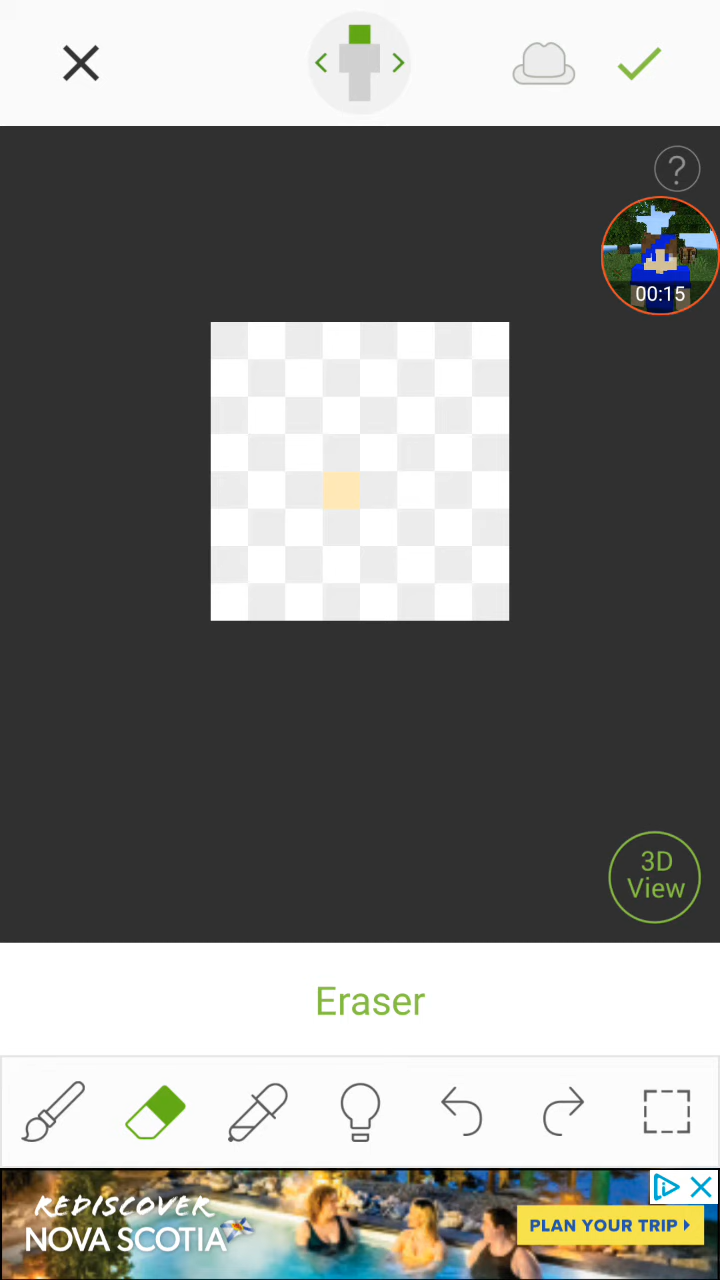 ?
00:15
3D
View
Eraser
REDISCOVER
NOVA SCOTIA
PLAN YOUR TRIP